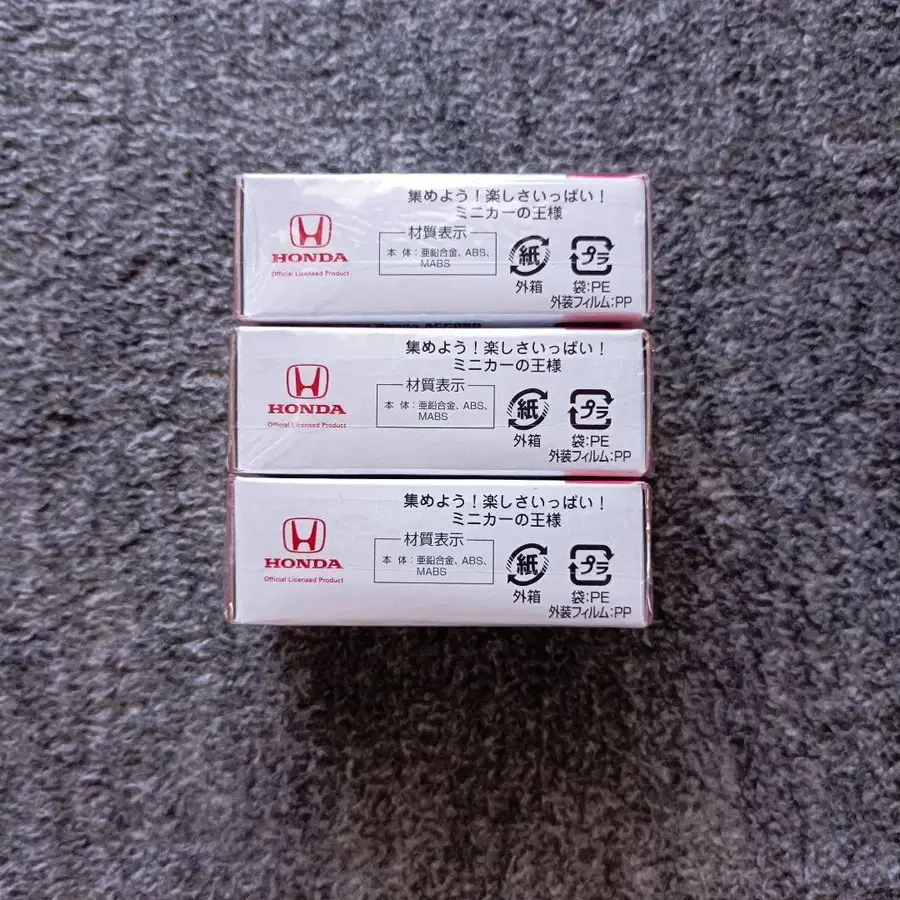 集めよう!楽しさいっぱい!
ミニカーの王様
HONDA
Official Licensed Product
材質表示
本 体:亜鉛合金、ABS、
MABS
紙
外箱
プラ
袋:PE
外装フィルム:PP
集めよう!楽しさいっぱい!
ミニカーの王様
HONDA
Official Licensed Product
材質表示
本 体:亜鉛合金、ABS、
MABS
紙
外箱
プラ
袋:PE
外装フィルム:PP
集めよう!楽しさいっぱい!
ミニカーの王様
HONDA
Official Licensed Product
材質表示
本 体:亜鉛合金、ABS、
MABS
紙
外箱
プラ
袋:PE
外装フィルム:PP